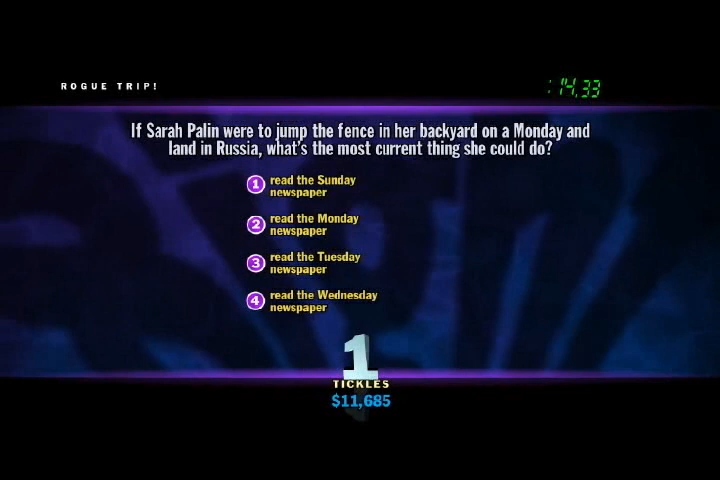 ROGUE TRIP!
:14.33
If Sarah Palin were to jump the fence in her backyard on a Monday and
land in Russia, what's the most current thing she could do?
1 read the Sunday
newspaper
2 read the Monday
newspaper
3 read the Tuesday
newspaper
4 read the Wednesday
newspaper
1
TICKLES
$11,685